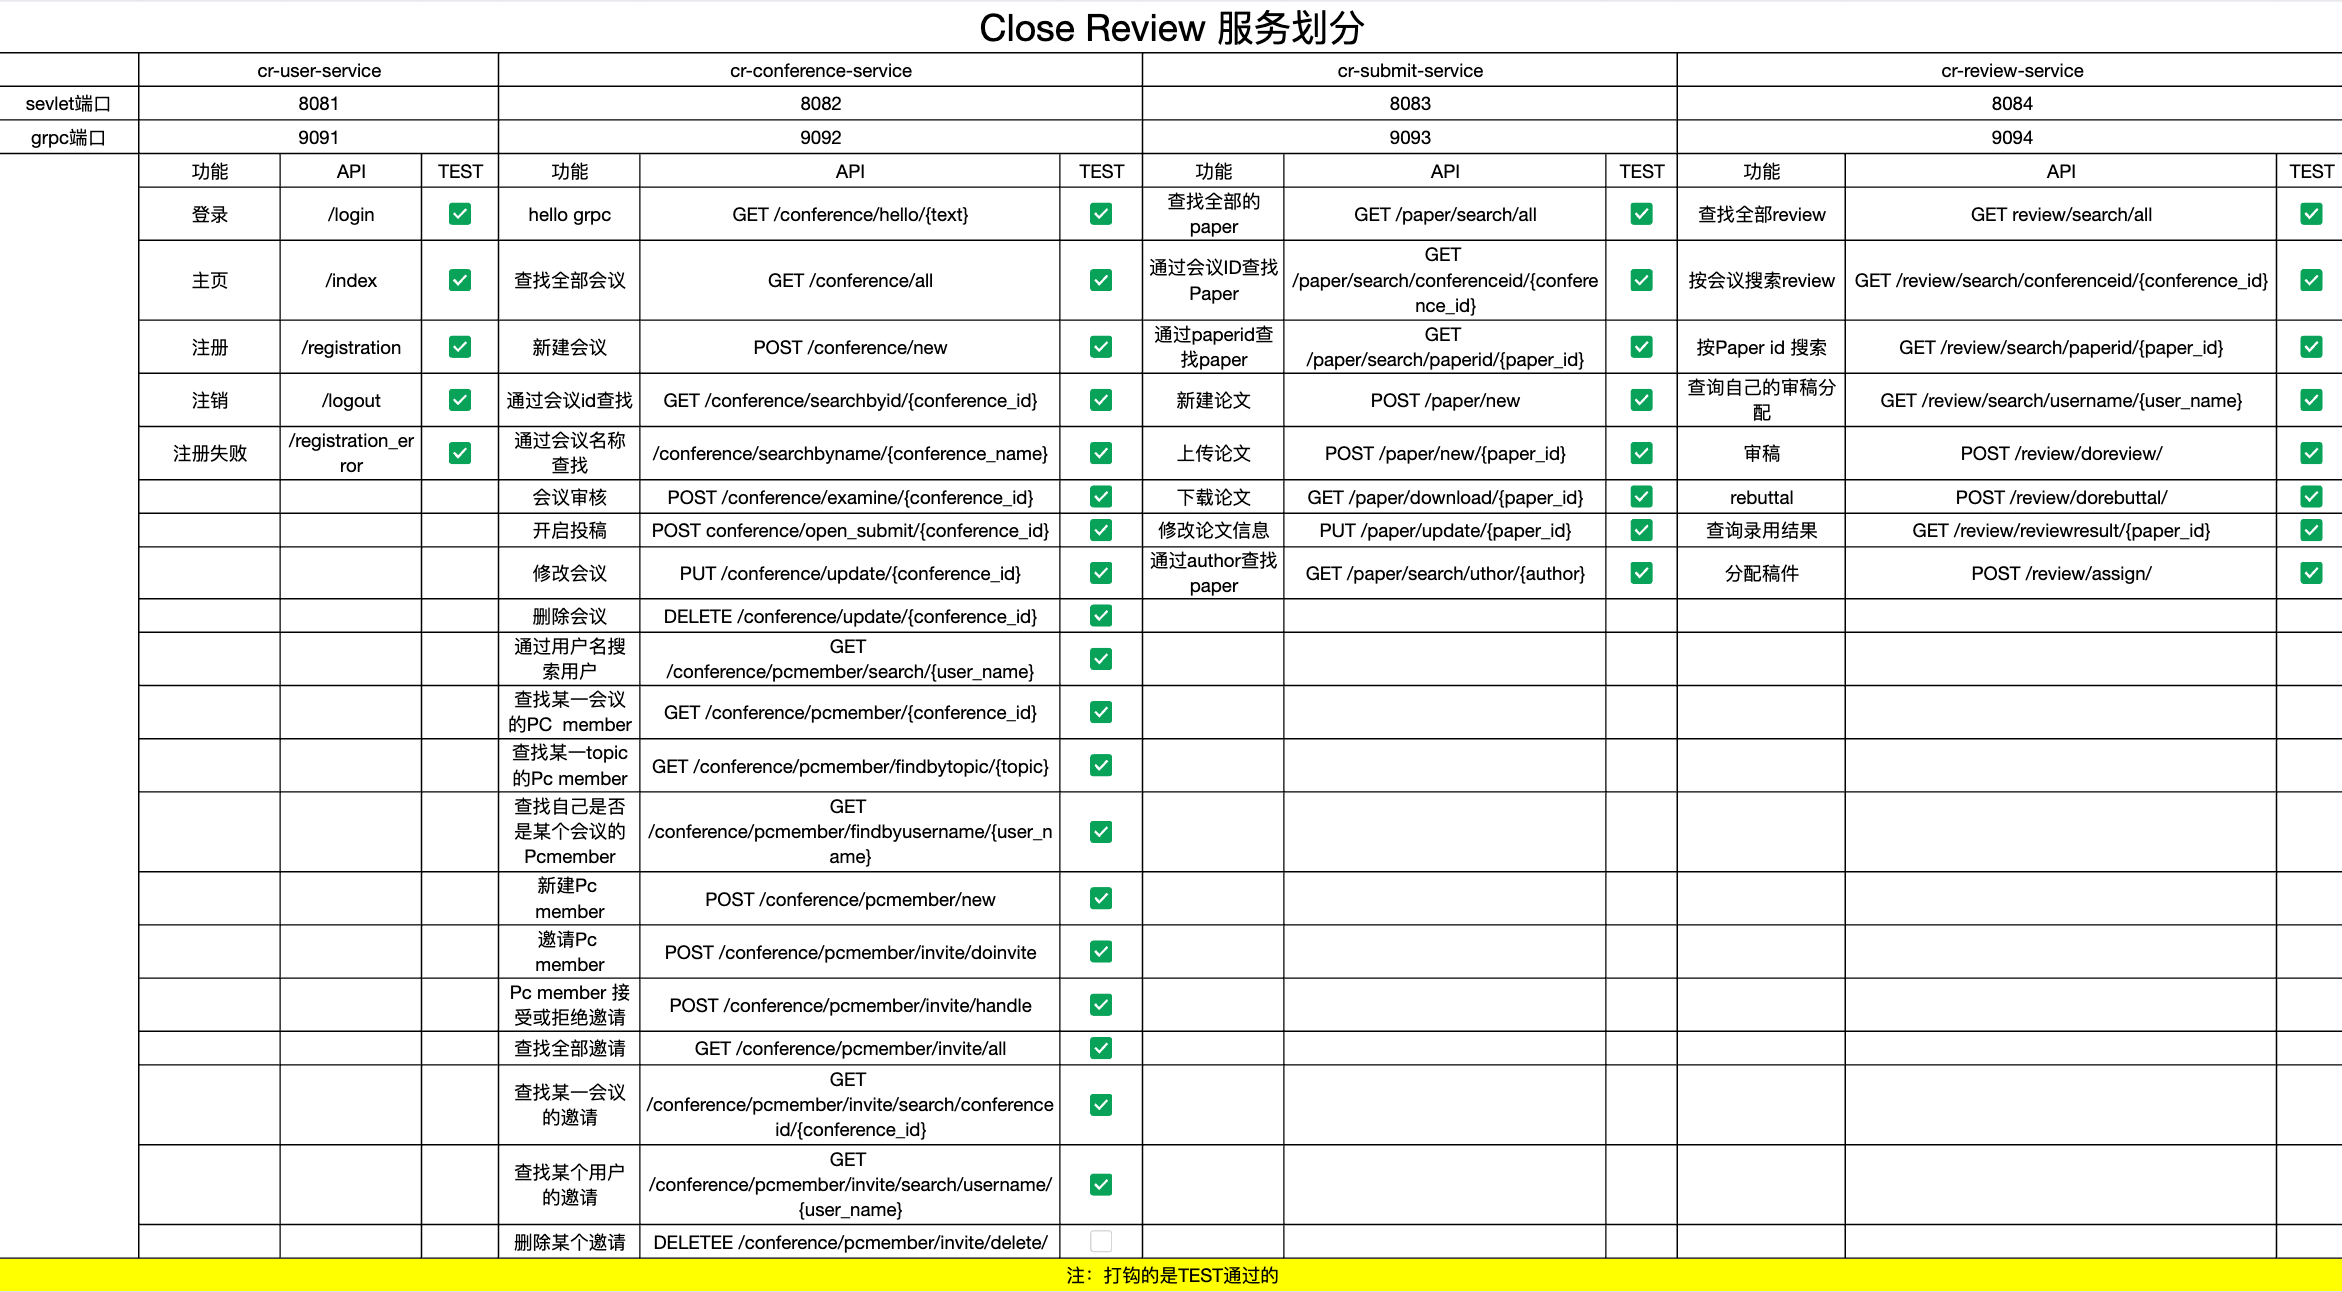 Close Review 服务划分
cr-user-service cr-conference-service cr-submit-service cr-review-service
sevlet端口 8081 8082 8083 8084
grpc端口 9091 9092 9093 9094
功能 API TEST 功能 API TEST 功能 API TEST 功能 API TEST
登录 /login hello grpc GET /conference/hello/{text} 查找全部的 paper GET /paper/search/all 查找全部review GET review/search/all
主页 /index 查找全部会议 GET /conference/all 通过会议ID查找 Paper GET /paper/search/conferenceid/{conference_id} 按会议搜索review GET /review/search/conferenceid/{conference_id}
注册 /registration 新建会议 POST /conference/new 通过paperid查找paper GET /paper/search/paperid/{paper_id} 按Paper id 搜索 GET /review/search/paperid/{paper_id}
注销 /logout 通过会议id查找 GET /conference/searchbyid/{conference_id} 新建论文 POST /paper/new 查询自己的审稿分配 GET /review/search/username/{user_name}
注册失败 /registration_error 通过会议名称查找 /conference/searchbyname/{conference_name} 上传论文 POST /paper/new/{paper_id} 审稿 POST /review/doreview/
会议审核 POST /conference/examine/{conference_id} 下载论文 GET /paper/download/{paper_id} rebuttal POST /review/dorebuttal/
开启投稿 POST conference/open_submit/{conference_id} 修改论文信息 PUT /paper/update/{paper_id} 查询录用结果 GET /review/reviewresult/{paper_id}
修改会议 PUT /conference/update/{conference_id} 通过author查找 paper GET /paper/search/uthor/{author} 分配稿件 POST /review/assign/
删除会议 DELETE /conference/update/{conference_id}
通过用户名搜索用户 GET /conference/pcmember/search/{user_name}
查找某一会议的PC member GET /conference/pcmember/{conference_id}
查找某一topic的Pc member GET /conference/pcmember/findbytopic/{topic}
查找自己是否是某个会议的Pcmember GET /conference/pcmember/findbyusername/{user_name}
新建Pc member POST /conference/pcmember/new
邀请Pc member POST /conference/pcmember/invite/doinvite
Pc member 接受或拒绝邀请 POST /conference/pcmember/invite/handle
查找全部邀请 GET /conference/pcmember/invite/all
查找某一会议的邀请 GET /conference/pcmember/invite/search/conferenceid/{conference_id}
查找某个用户的邀请 GET /conference/pcmember/invite/search/username/{user_name}
删除某个邀请 DELETEE /conference/pcmember/invite/delete/
注：打钩的是TEST通过的